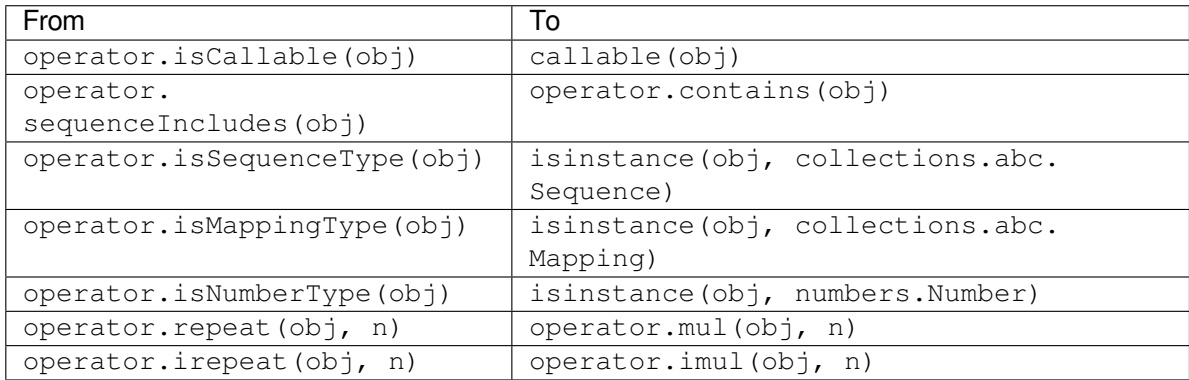 From To
operator.isCallable(obj) callable(obj)
operator. operator.contains(obj)
sequenceIncludes(obj)
operator.isSequenceType(obj) isinstance(obj, collections.abc.
Sequence)
operator.isMappingType(obj) isinstance(obj, collections.abc.
Mapping)
operator.isNumberType(obj) isinstance(obj, numbers.Number)
operator.repeat(obj, n) operator.mul(obj, n)
operator.irepeat(obj, n) operator.imul(obj, n)